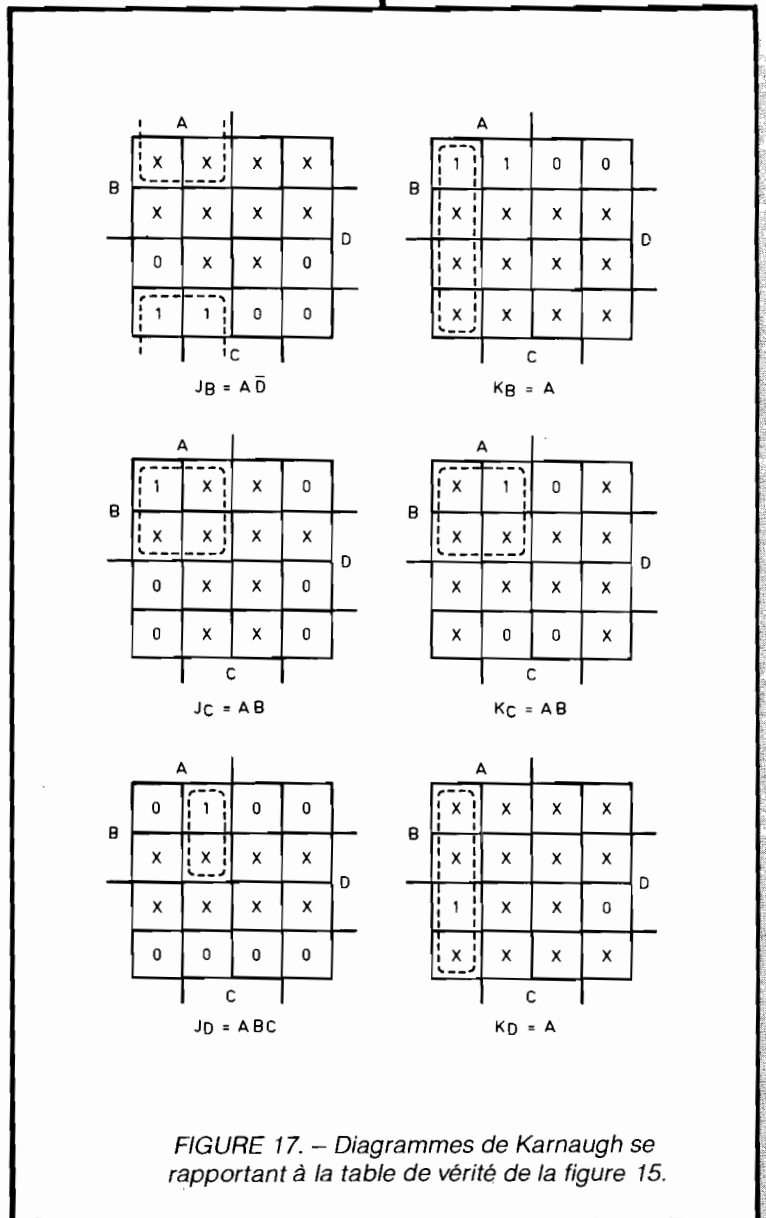 A A
X X X X 1 1 0 0
B B
X X X X X X X X
D D
0 X X 0 X X X X
1 1 0 0 X X X X
C C
JB = A D̅ KB = A
A A
1 X X 0 X 1 0 X
B B
X X X X X X X X
D D
0 X X 0 X X X X
0 X X 0 X 0 0 X
C C
JC = A B KC = A B
A A
0 1 0 0 X X X X
B B
X X X X X X X X
D D
X X X X 1 X X 0
0 0 0 0 X X X X
C C
JD = A B C KD = A
FIGURE 17. – Diagrammes de Karnaugh se
rapportant à la table de vérité de la figure 15.